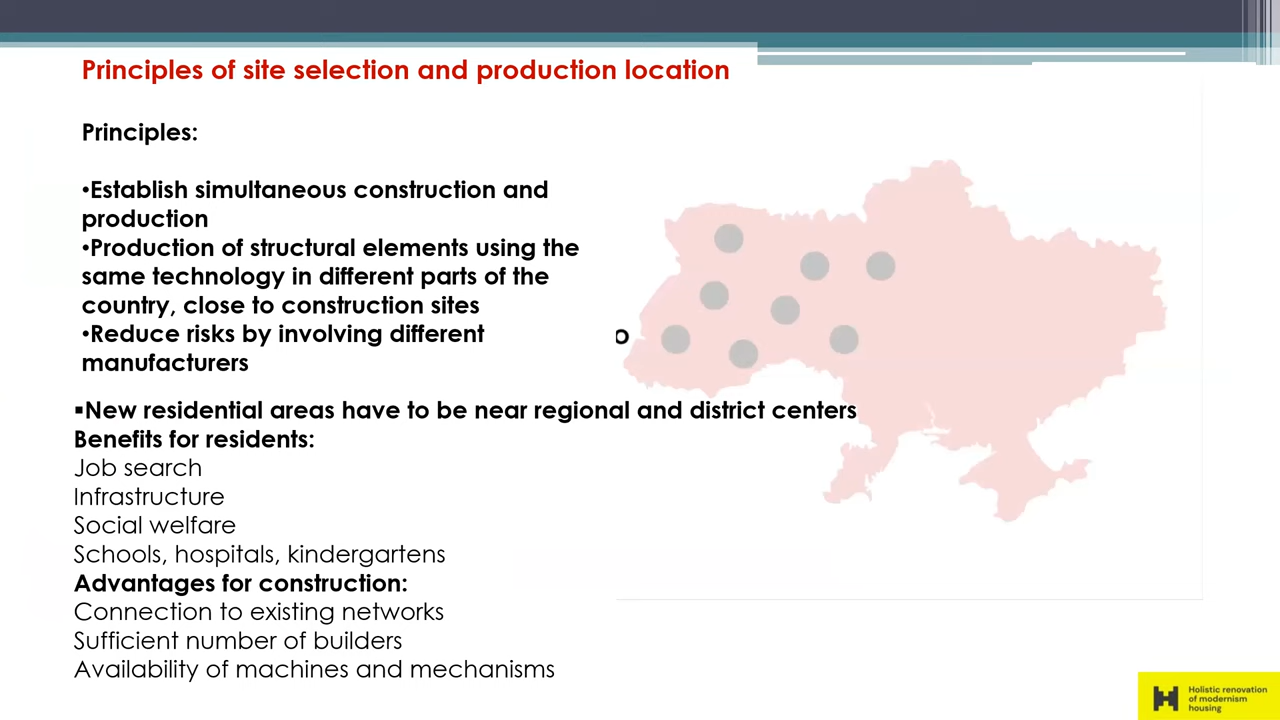 Principles of site selection and production location
Principles:
•Establish simultaneous construction and
production
•Production of structural elements using the
same technology in different parts of the
country, close to construction sites
•Reduce risks by involving different
manufacturers
▪New residential areas have to be near regional and district centers
Benefits for residents:
Job search
Infrastructure
Social welfare
Schools, hospitals, kindergartens
Advantages for construction:
Connection to existing networks
Sufficient number of builders
Availability of machines and mechanisms
Holistic renovation
of modernism
housing